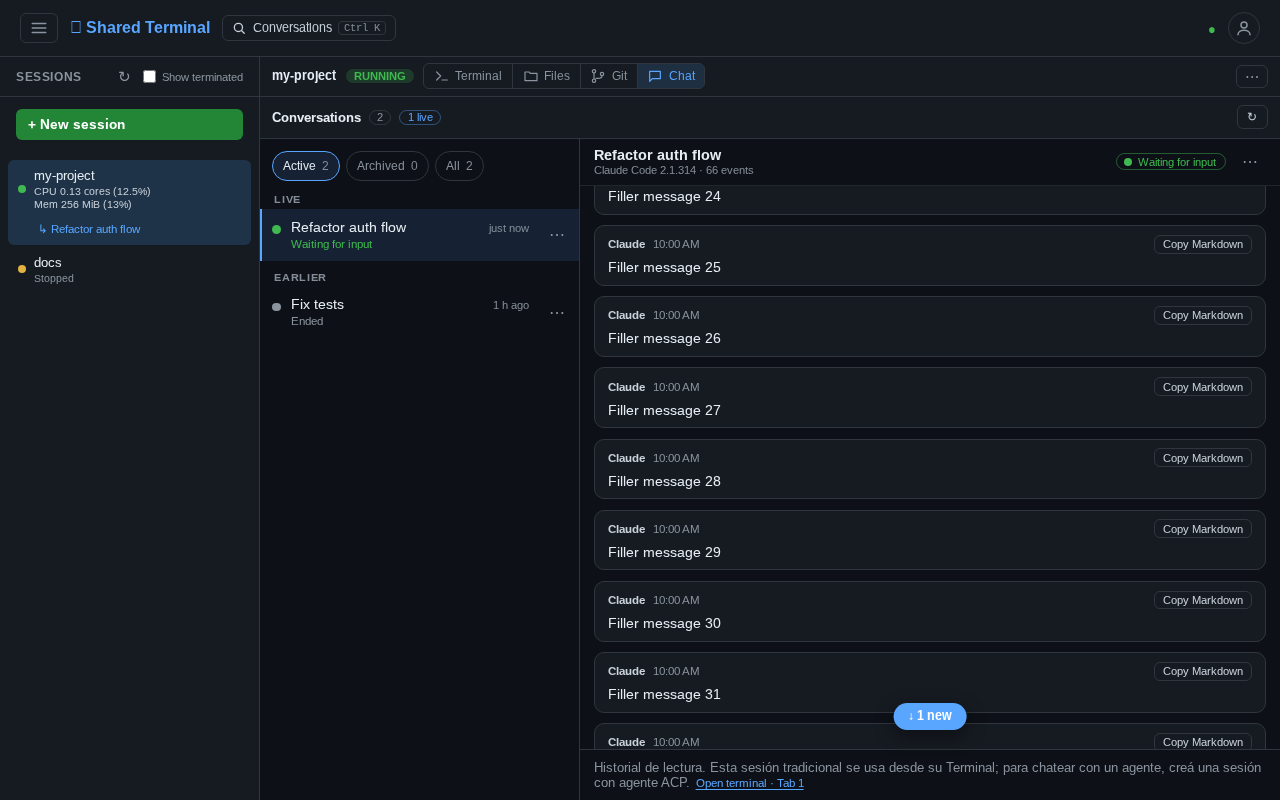 Shared Terminal
Conversations Ctrl K
SESSIONS
Show terminated
my-project RUNNING
Terminal
Files
Git
Chat
+ New session
Conversations 2 1 live
my-project
CPU 0.13 cores (12.5%)
Mem 256 MiB (13%)
↳ Refactor auth flow
docs
Stopped
Active 2
Archived 0
All 2
LIVE
Refactor auth flow just now
Waiting for input
EARLIER
Fix tests 1 h ago
Ended
Refactor auth flow
Claude Code 2.1.314 · 66 events
Waiting for input
Filler message 24
Claude 10:00 AM Copy Markdown
Filler message 25
Claude 10:00 AM Copy Markdown
Filler message 26
Claude 10:00 AM Copy Markdown
Filler message 27
Claude 10:00 AM Copy Markdown
Filler message 28
Claude 10:00 AM Copy Markdown
Filler message 29
Claude 10:00 AM Copy Markdown
Filler message 30
Claude 10:00 AM Copy Markdown
Filler message 31
↓ 1 new
Claude 10:00 AM Copy Markdown
Historial de lectura. Esta sesión tradicional se usa desde su Terminal; para chatear con un agente, creá una sesión
con agente ACP. Open terminal · Tab 1